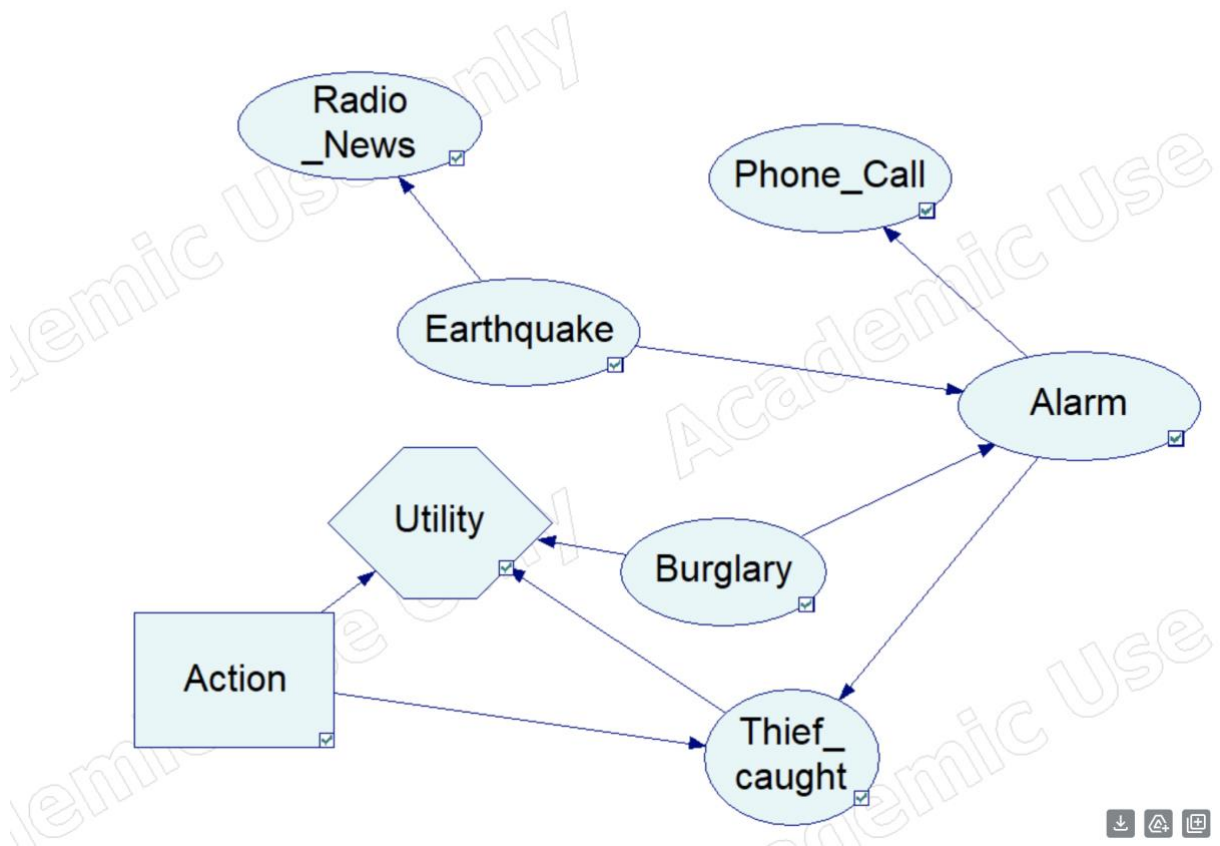 Radio
_News
Phone_Call
Earthquake
Alarm
Utility
Burglary
Action
Thief_
caught
Academic Use Only
Academic Use
Academic Use Only
Academic Use